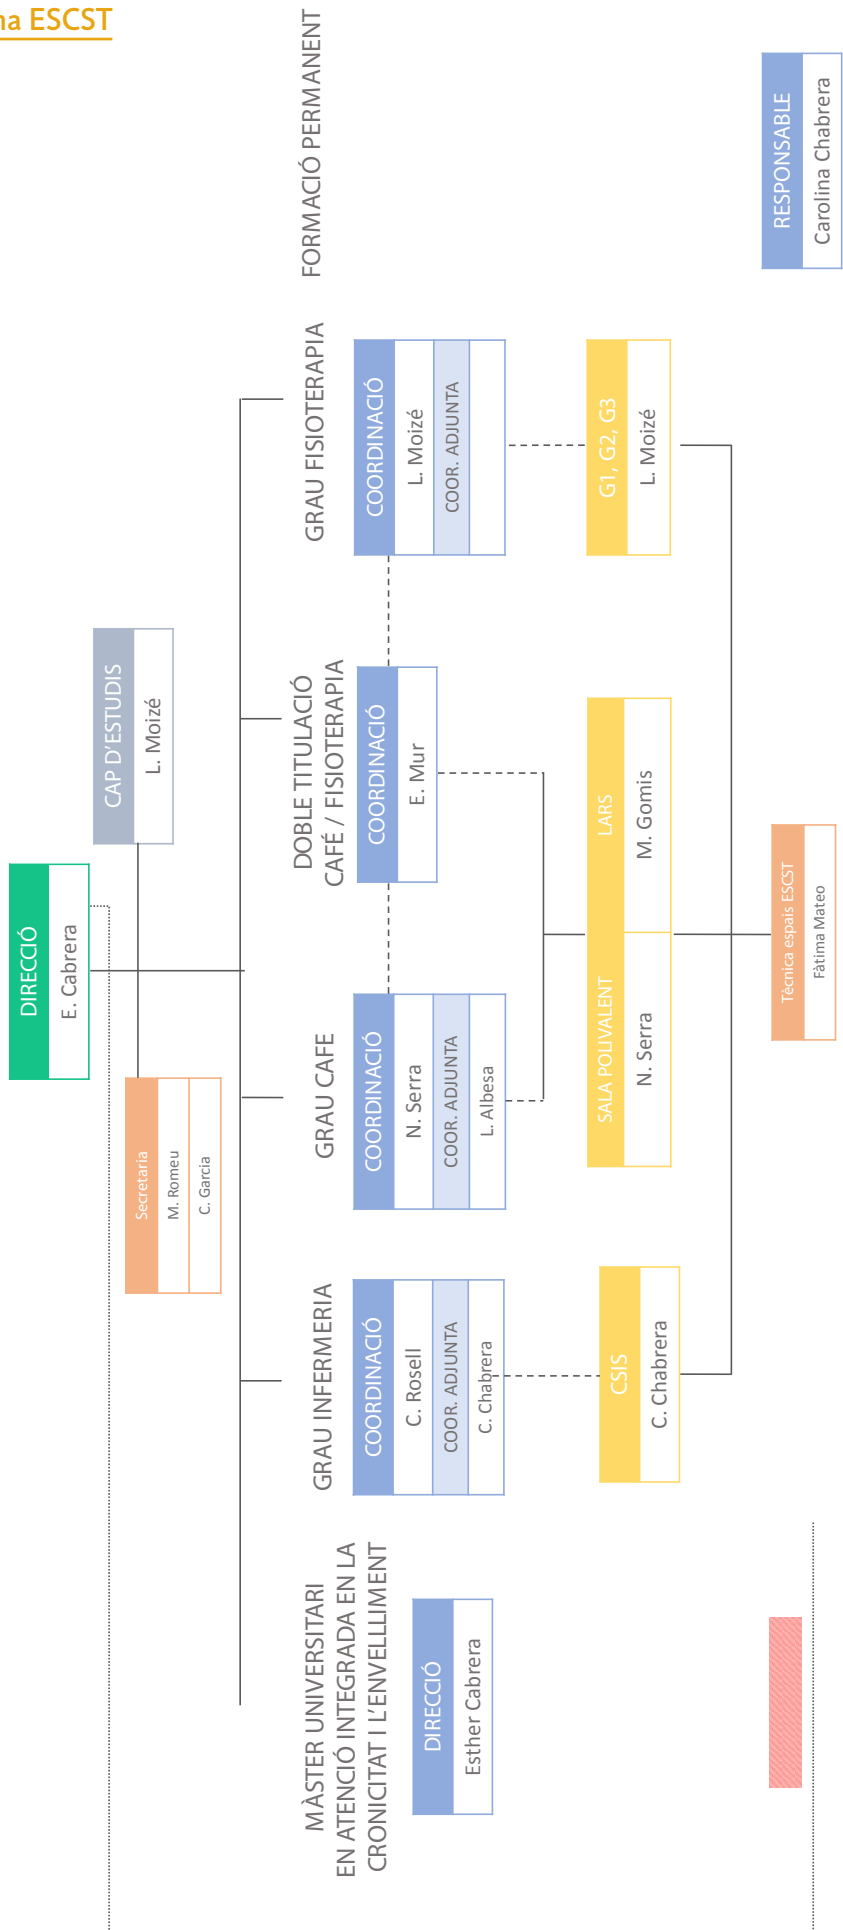 na ESCST
DIRECCIÓ
E. Cabrera
CAP D'ESTUDIS
L. Moizé
Secretaria
M. Romeu
C. Garcia
MÀSTER UNIVERSITARI
EN ATENCIÓ INTEGRADA EN LA
CRONICITAT I L'ENVELLLIMENT
DIRECCIÓ
Esther Cabrera
GRAU INFERMERIA
COORDINACIÓ
C. Rosell
COOR. ADJUNTA
C. Chabrera
GRAU CAFE
COORDINACIÓ
N. Serra
COOR. ADJUNTA
L. Albesa
DOBLE TITULACIÓ
CAFÉ / FISIOTERAPIA
COORDINACIÓ
E. Mur
GRAU FISIOTERAPIA
COORDINACIÓ
L. Moizé
COOR. ADJUNTA
FORMACIÓ PERMANENT
CSIS
C. Chabrera
SALA POLIVALENT
N. Serra
LARS
M. Gomis
G1, G2, G3
L. Moizé
Tècnica espais ESCST
Fàtima Mateo
RESPONSABLE
Carolina Chabrera